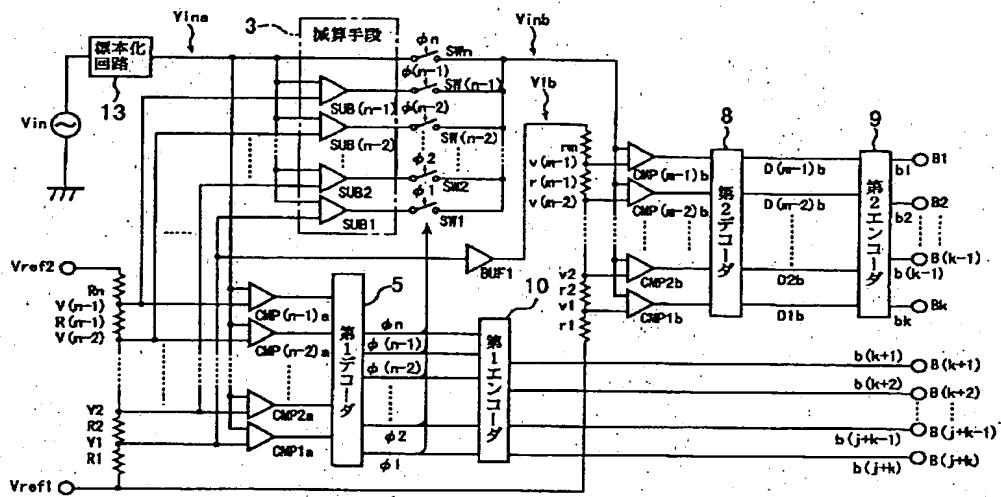 Vina
3
減算手段
φn
SWn
Vinb
標本化
回路
13
φ(n-1)
SW(n-1)
SUB(n-1)
φ(n-2)
SW(n-2)
SUB(n-2)
Vin
φ2
SW2
SUB2
φ1
SW1
SUB1
V1b
rm
v(m-1)
r(m-1)
v(m-2)
v2
r2
v1
r1
BUF1
CMP(m-1)b
CMP(m-2)b
CMP2b
CMP1b
8
第2デコーダ
D(m-1)b
D(m-2)b
D2b
D1b
9
第2エンコーダ
b1
B1
b2
B2
b(k-1)
B(k-1)
bk
Bk
Vref2
Rn
V(n-1)
R(n-1)
V(n-2)
V2
R2
V1
R1
Vref1
CMP(n-1)a
CMP(n-2)a
CMP2a
CMP1a
5
第1デコーダ
φn
φ(n-1)
φ(n-2)
φ2
φ1
10
第1エンコーダ
b(k+1)
B(k+1)
b(k+2)
B(k+2)
b(j+k-1)
B(j+k-1)
b(j+k)
B(j+k)